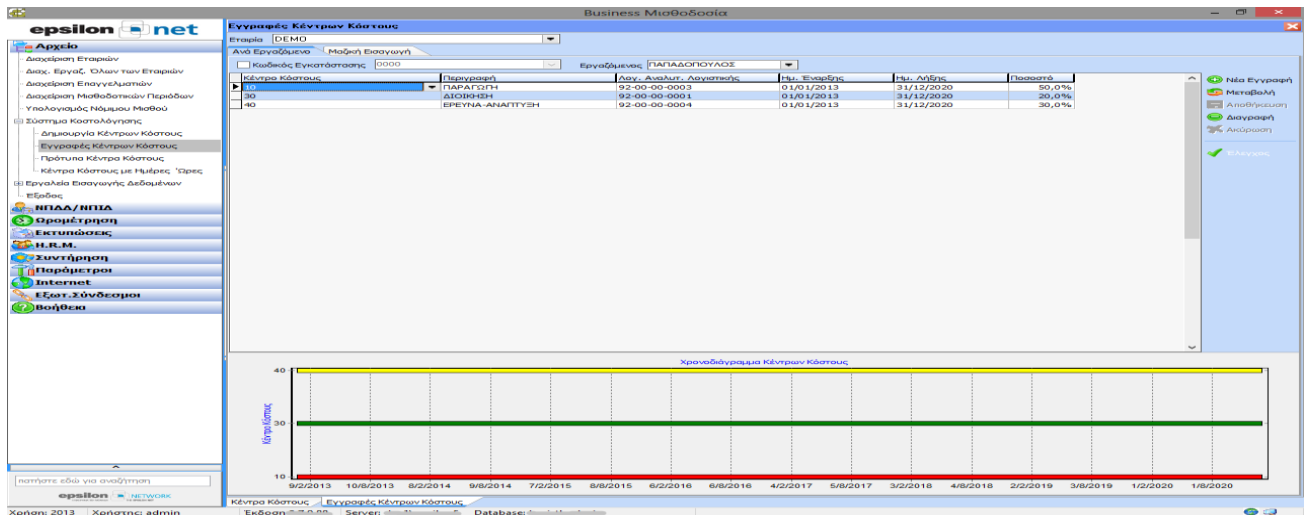 Business Μισθοδοσία
epsilon net
Εγγραφές Κέντρων Κόστους
Εταιρία DEMO
Ανά Εργαζόμενο Μαζική Εισαγωγή
Κωδικός Εγκατάστασης 0000 Εργαζόμενος ΠΑΠΑΔΟΠΟΥΛΟΣ
Κέντρα Κόστους Περιγραφή Λογ. Αναλυτ. Λογιστικής Ημ. Έναρξης Ημ. Λήξης Ποσοστό
10 ΠΑΡΑΓΩΓΗ 92-00-00-0003 01/01/2013 31/12/2020 50,0%
30 ΔΙΟΙΚΗΣΗ 92-00-00-0001 01/01/2013 31/12/2020 20,0%
40 ΕΡΕΥΝΑ-ΑΝΑΠΤΥΞΗ 92-00-00-0004 01/01/2013 31/12/2020 30,0%
Νέα Εγγραφή
Μεταβολή
Αποθήκευση
Διαγραφή
Ακύρωση
Έλεγχος
Αρχείο
Διαχείριση Εταιριών
Διαχ. Εργαζ. Όλων των Εταιριών
Διαχείριση Επαγγελματιών
Διαχείριση Μισθοδοτικών Περιόδων
Υπολογισμός Νόμιμου Μισθού
Σύστημα Κοστολόγησης
Δημιουργία Κέντρων Κόστους
Εγγραφές Κέντρων Κόστους
Πρότυπα Κέντρα Κόστους
Κέντρα Κόστους με Ημέρες Ώρες
Εργαλεία Εισαγωγής Δεδομένων
Έξοδος
ΝΠΔΔ/ΝΠΙΔ
Ωρομέτρηση
Εκτυπώσεις
H.R.M.
Συντήρηση
Παράμετροι
Internet
Εξωτ.Σύνδεσμοι
Βοήθεια
πατήστε εδώ για αναζήτηση
epsilon NETWORK
Χρονοδιάγραμμα Κέντρων Κόστους
Κέντρα Κόστους
40
30
10
9/2/2013 10/8/2013 8/2/2014 9/8/2014 7/2/2015 8/8/2015 6/2/2016 6/8/2016 4/2/2017 5/8/2017 3/2/2018 4/8/2018 2/2/2019 3/8/2019 1/2/2020 1/8/2020
Κέντρα Κόστους Εγγραφές Κέντρων Κόστους
Χρήση: 2013 Χρήστης: admin Έκδοση: Server: Database: